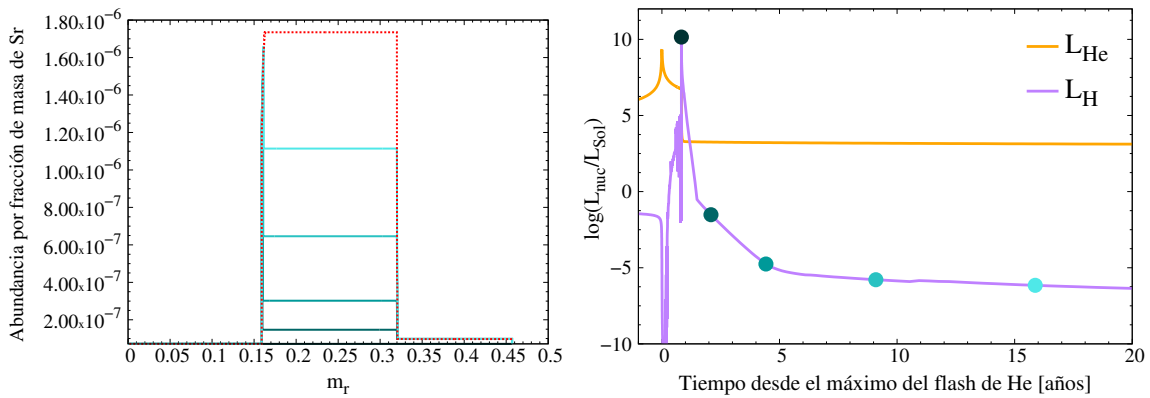 Abundancia por fracción de masa de Sr
1.80x10⁻⁶
1.60x10⁻⁶
1.40x10⁻⁶
1.20x10⁻⁶
1.00x10⁻⁶
8.00x10⁻⁷
6.00x10⁻⁷
4.00x10⁻⁷
2.00x10⁻⁷
0 0.05 0.1 0.15 0.2 0.25 0.3 0.35 0.4 0.45 0.5
m_r
log(L_nuc/L_Sol)
10
5
0
−5
−10
L_He
L_H
0 5 10 15 20
Tiempo desde el máximo del flash de He [años]